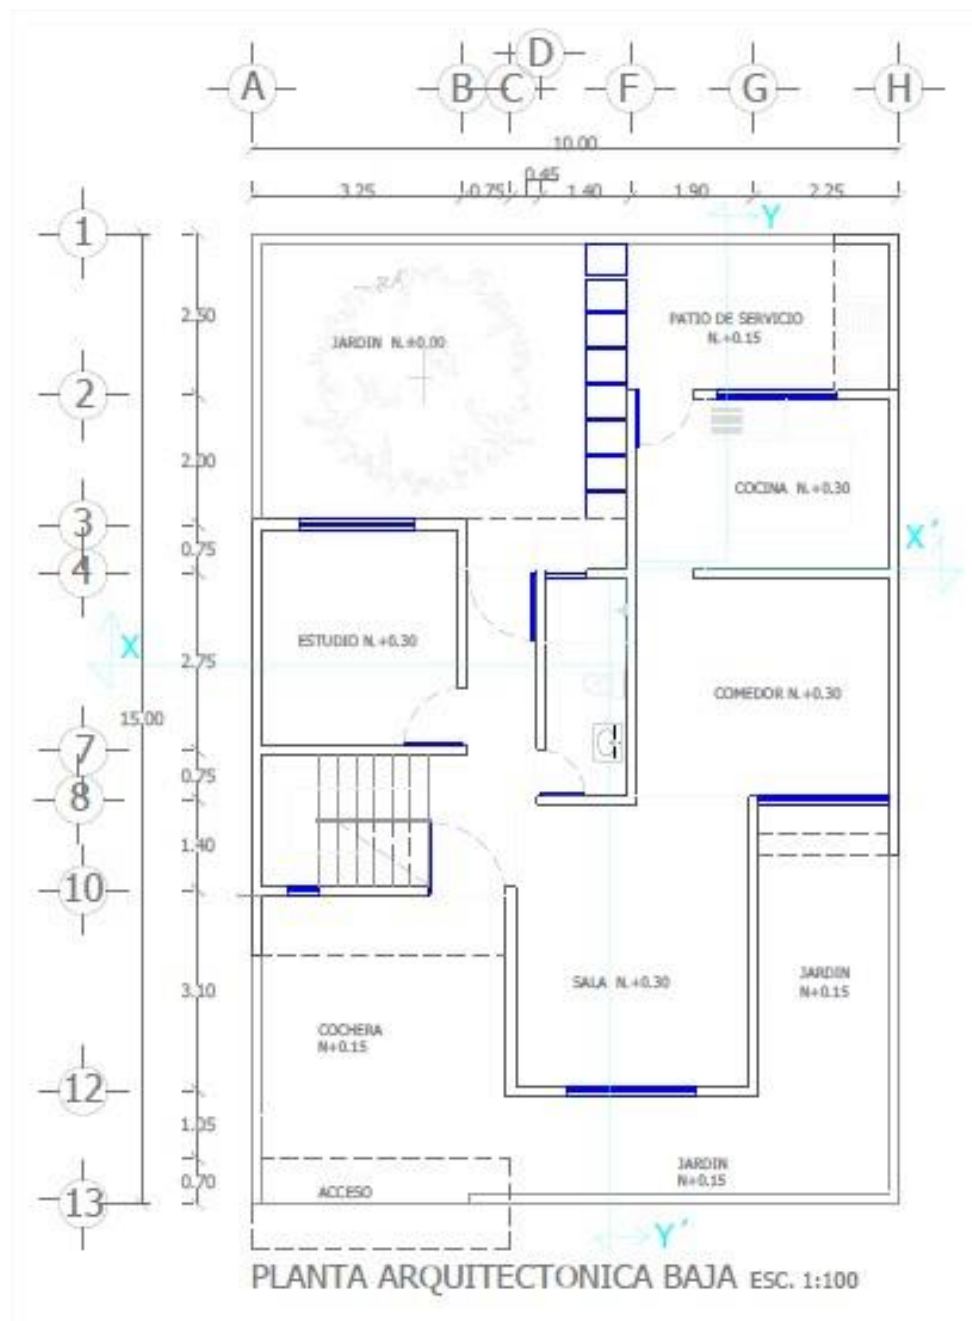 D
A B C F G H
10.00
0.45
3.25 0.75 1.40 1.90 2.25
Y
1
2.50
PATIO DE SERVICIO
N.+0.15
JARDIN N.±0.00
2
2.00
COCINA N.+0.30
3
0.75
X´
4
ESTUDIO N.+0.30
X
2.75
COMEDOR N.+0.30
15.00
7
0.75
8
1.40
10
3.10
SALA N.+0.30
JARDIN
N+0.15
COCHERA
N+0.15
12
1.05
JARDIN
N+0.15
0.70
ACCESO
13
Y´
PLANTA ARQUITECTONICA BAJA ESC. 1:100